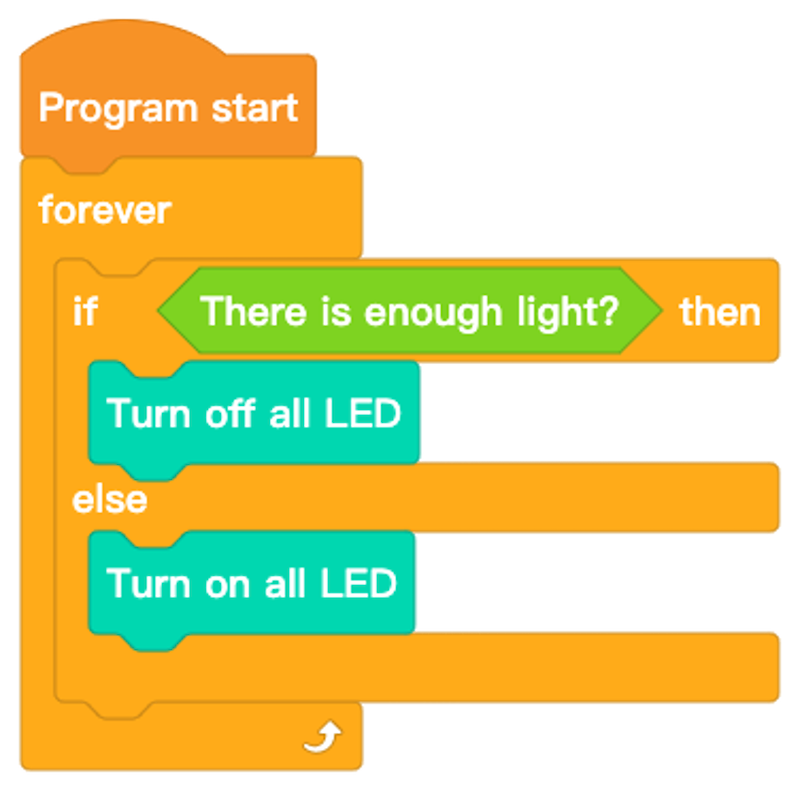 Program start
forever
if There is enough light? then
Turn off all LED
else
Turn on all LED